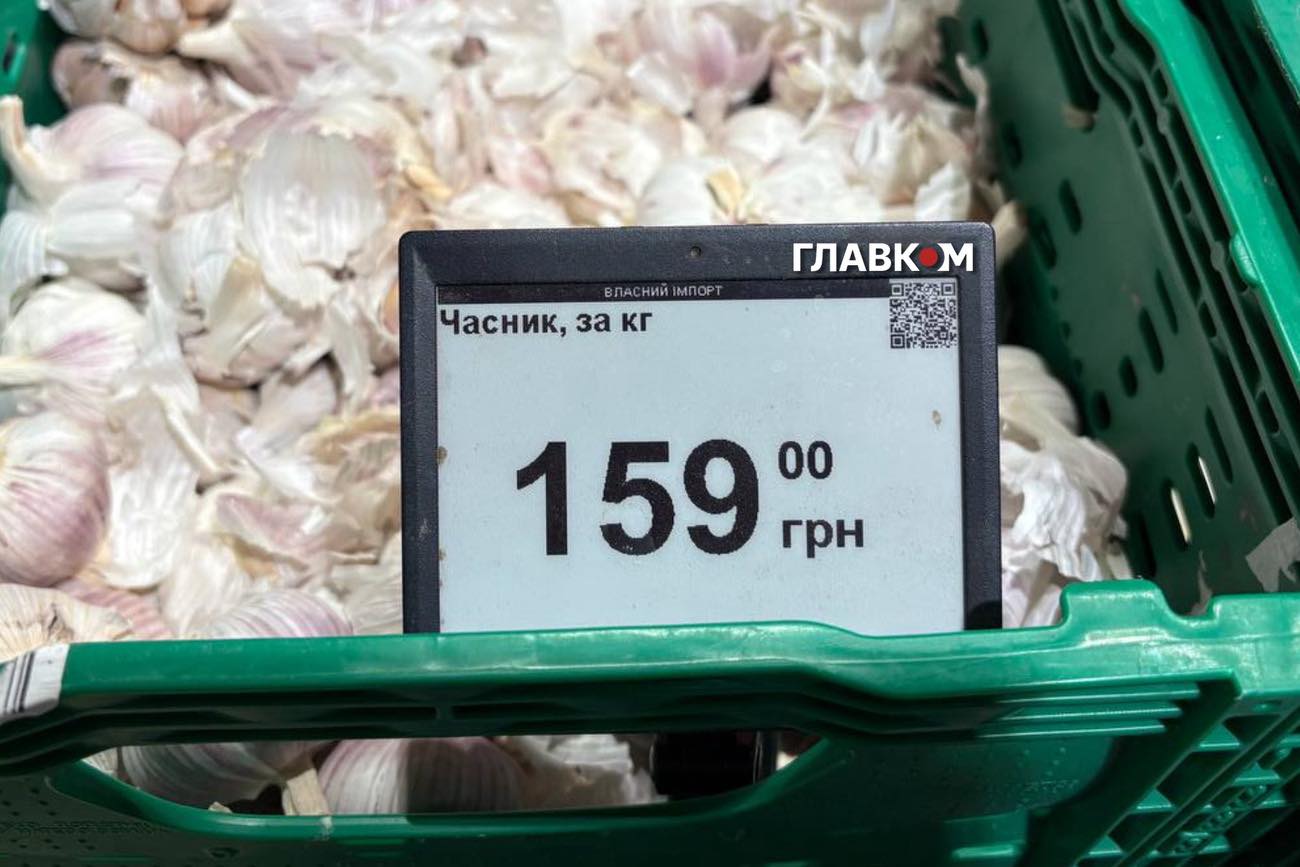 ГЛАВКОМ
ВЛАСНИЙ ІМПОРТ
Часник, за кг
159 00
грн